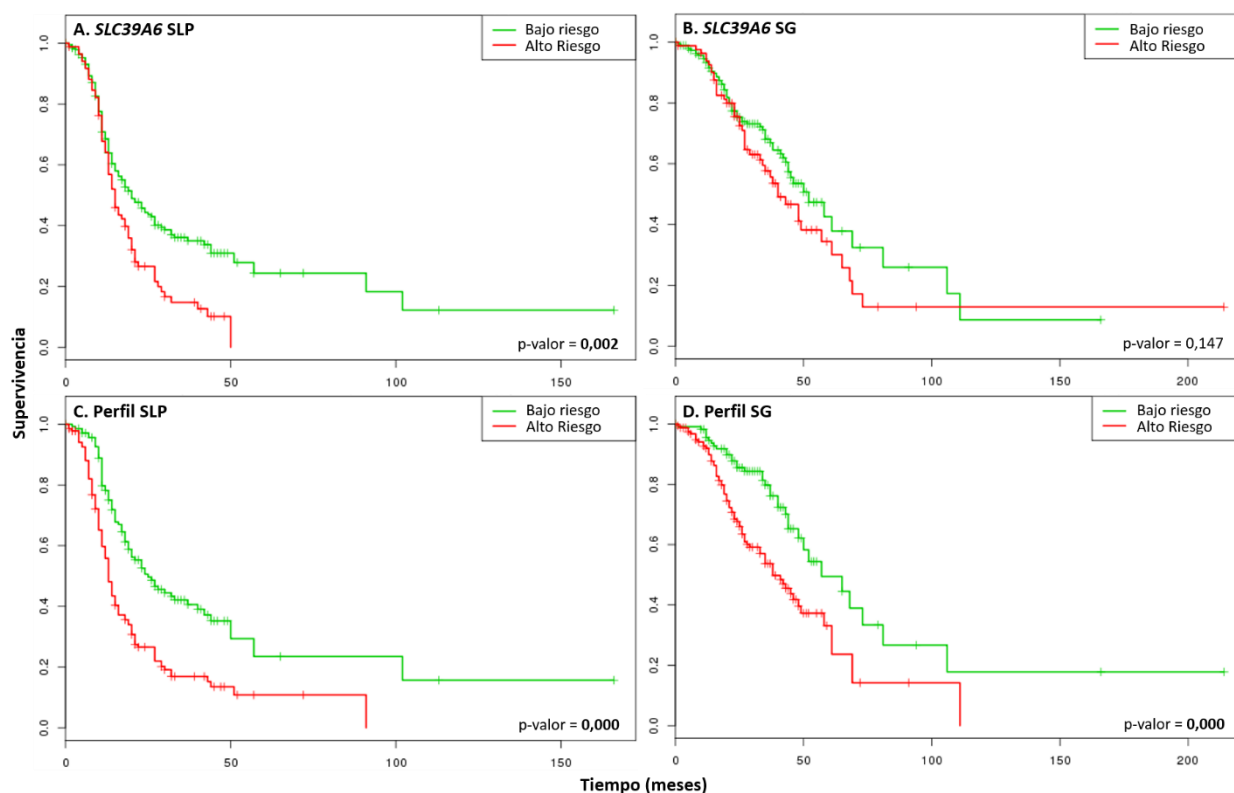 A. SLC39A6 SLP
Bajo riesgo
Alto Riesgo
1.0
0.8
0.6
0.4
0.2
0.0
p-valor = 0,002
0
50
100
150
B. SLC39A6 SG
Bajo riesgo
Alto Riesgo
1.0
0.8
0.6
0.4
0.2
0.0
p-valor = 0,147
0
50
100
150
200
Supervivencia
C. Perfil SLP
Bajo riesgo
Alto Riesgo
1.0
0.8
0.6
0.4
0.2
0.0
p-valor = 0,000
0
50
100
150
D. Perfil SG
Bajo riesgo
Alto Riesgo
1.0
0.8
0.6
0.4
0.2
0.0
p-valor = 0,000
0
50
100
150
200
Tiempo (meses)